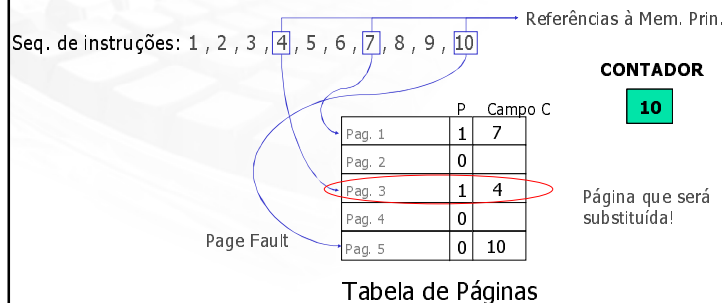 Referências à Mem. Prin.
Seq. de instruções: 1 , 2 , 3 , 4 , 5 , 6 , 7 , 8 , 9 , 10
CONTADOR
10
P Campo C
Pag. 1 1 7
Pag. 2 0
Pag. 3 1 4
Pag. 4 0
Pag. 5 0 10
Página que será
substituída!
Page Fault
Tabela de Páginas